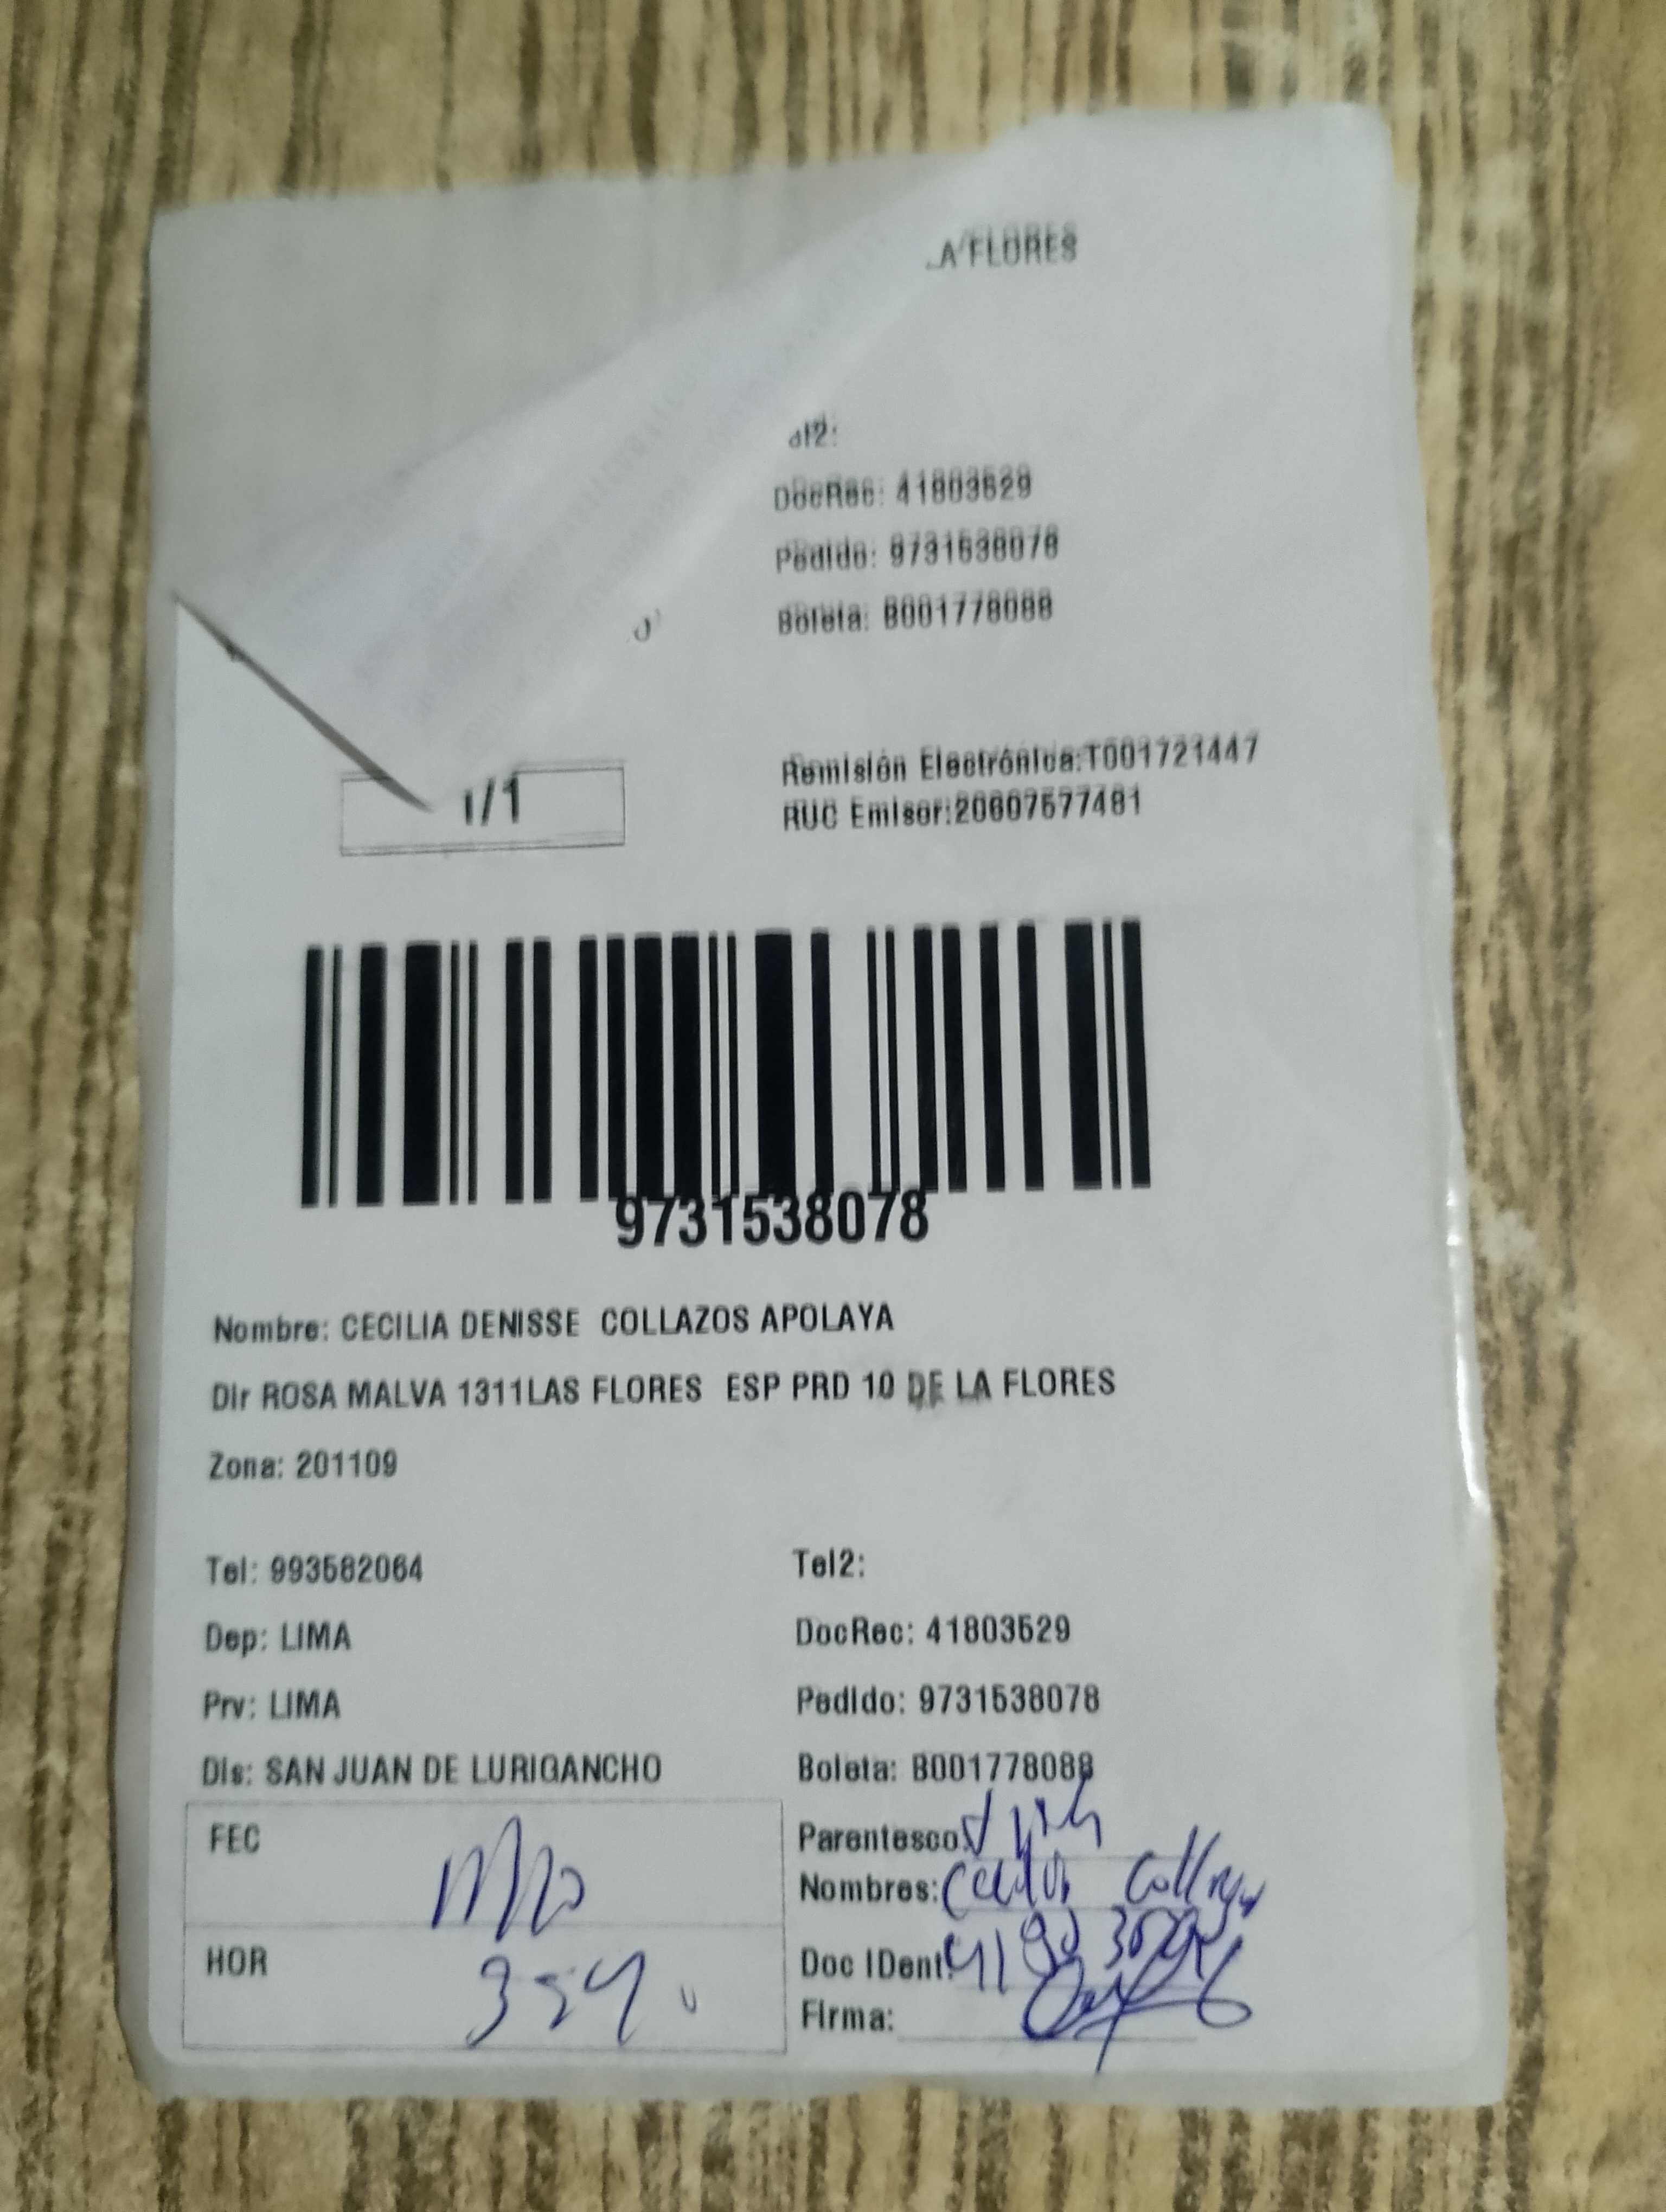 A FLORES
el2:
DocRec: 41803529
Pedido: 9731538078
Boleta: B001778088
Remisión Electrónica:T001721447
1/1
RUC Emisor:20607577481
9731538078
Nombre: CECILIA DENISSE COLLAZOS APOLAYA
Dir ROSA MALVA 1311LAS FLORES ESP PRD 10 DE LA FLORES
Zona: 201109
Tel: 993582064 Tel2:
Dep: LIMA DocRec: 41803529
Prv: LIMA Pedido: 9731538078
Dis: SAN JUAN DE LURIGANCHO Boleta: B001778088
FEC Parentesco:
Nombres: Cecilia Collazos
HOR Doc IDent:
Firma: